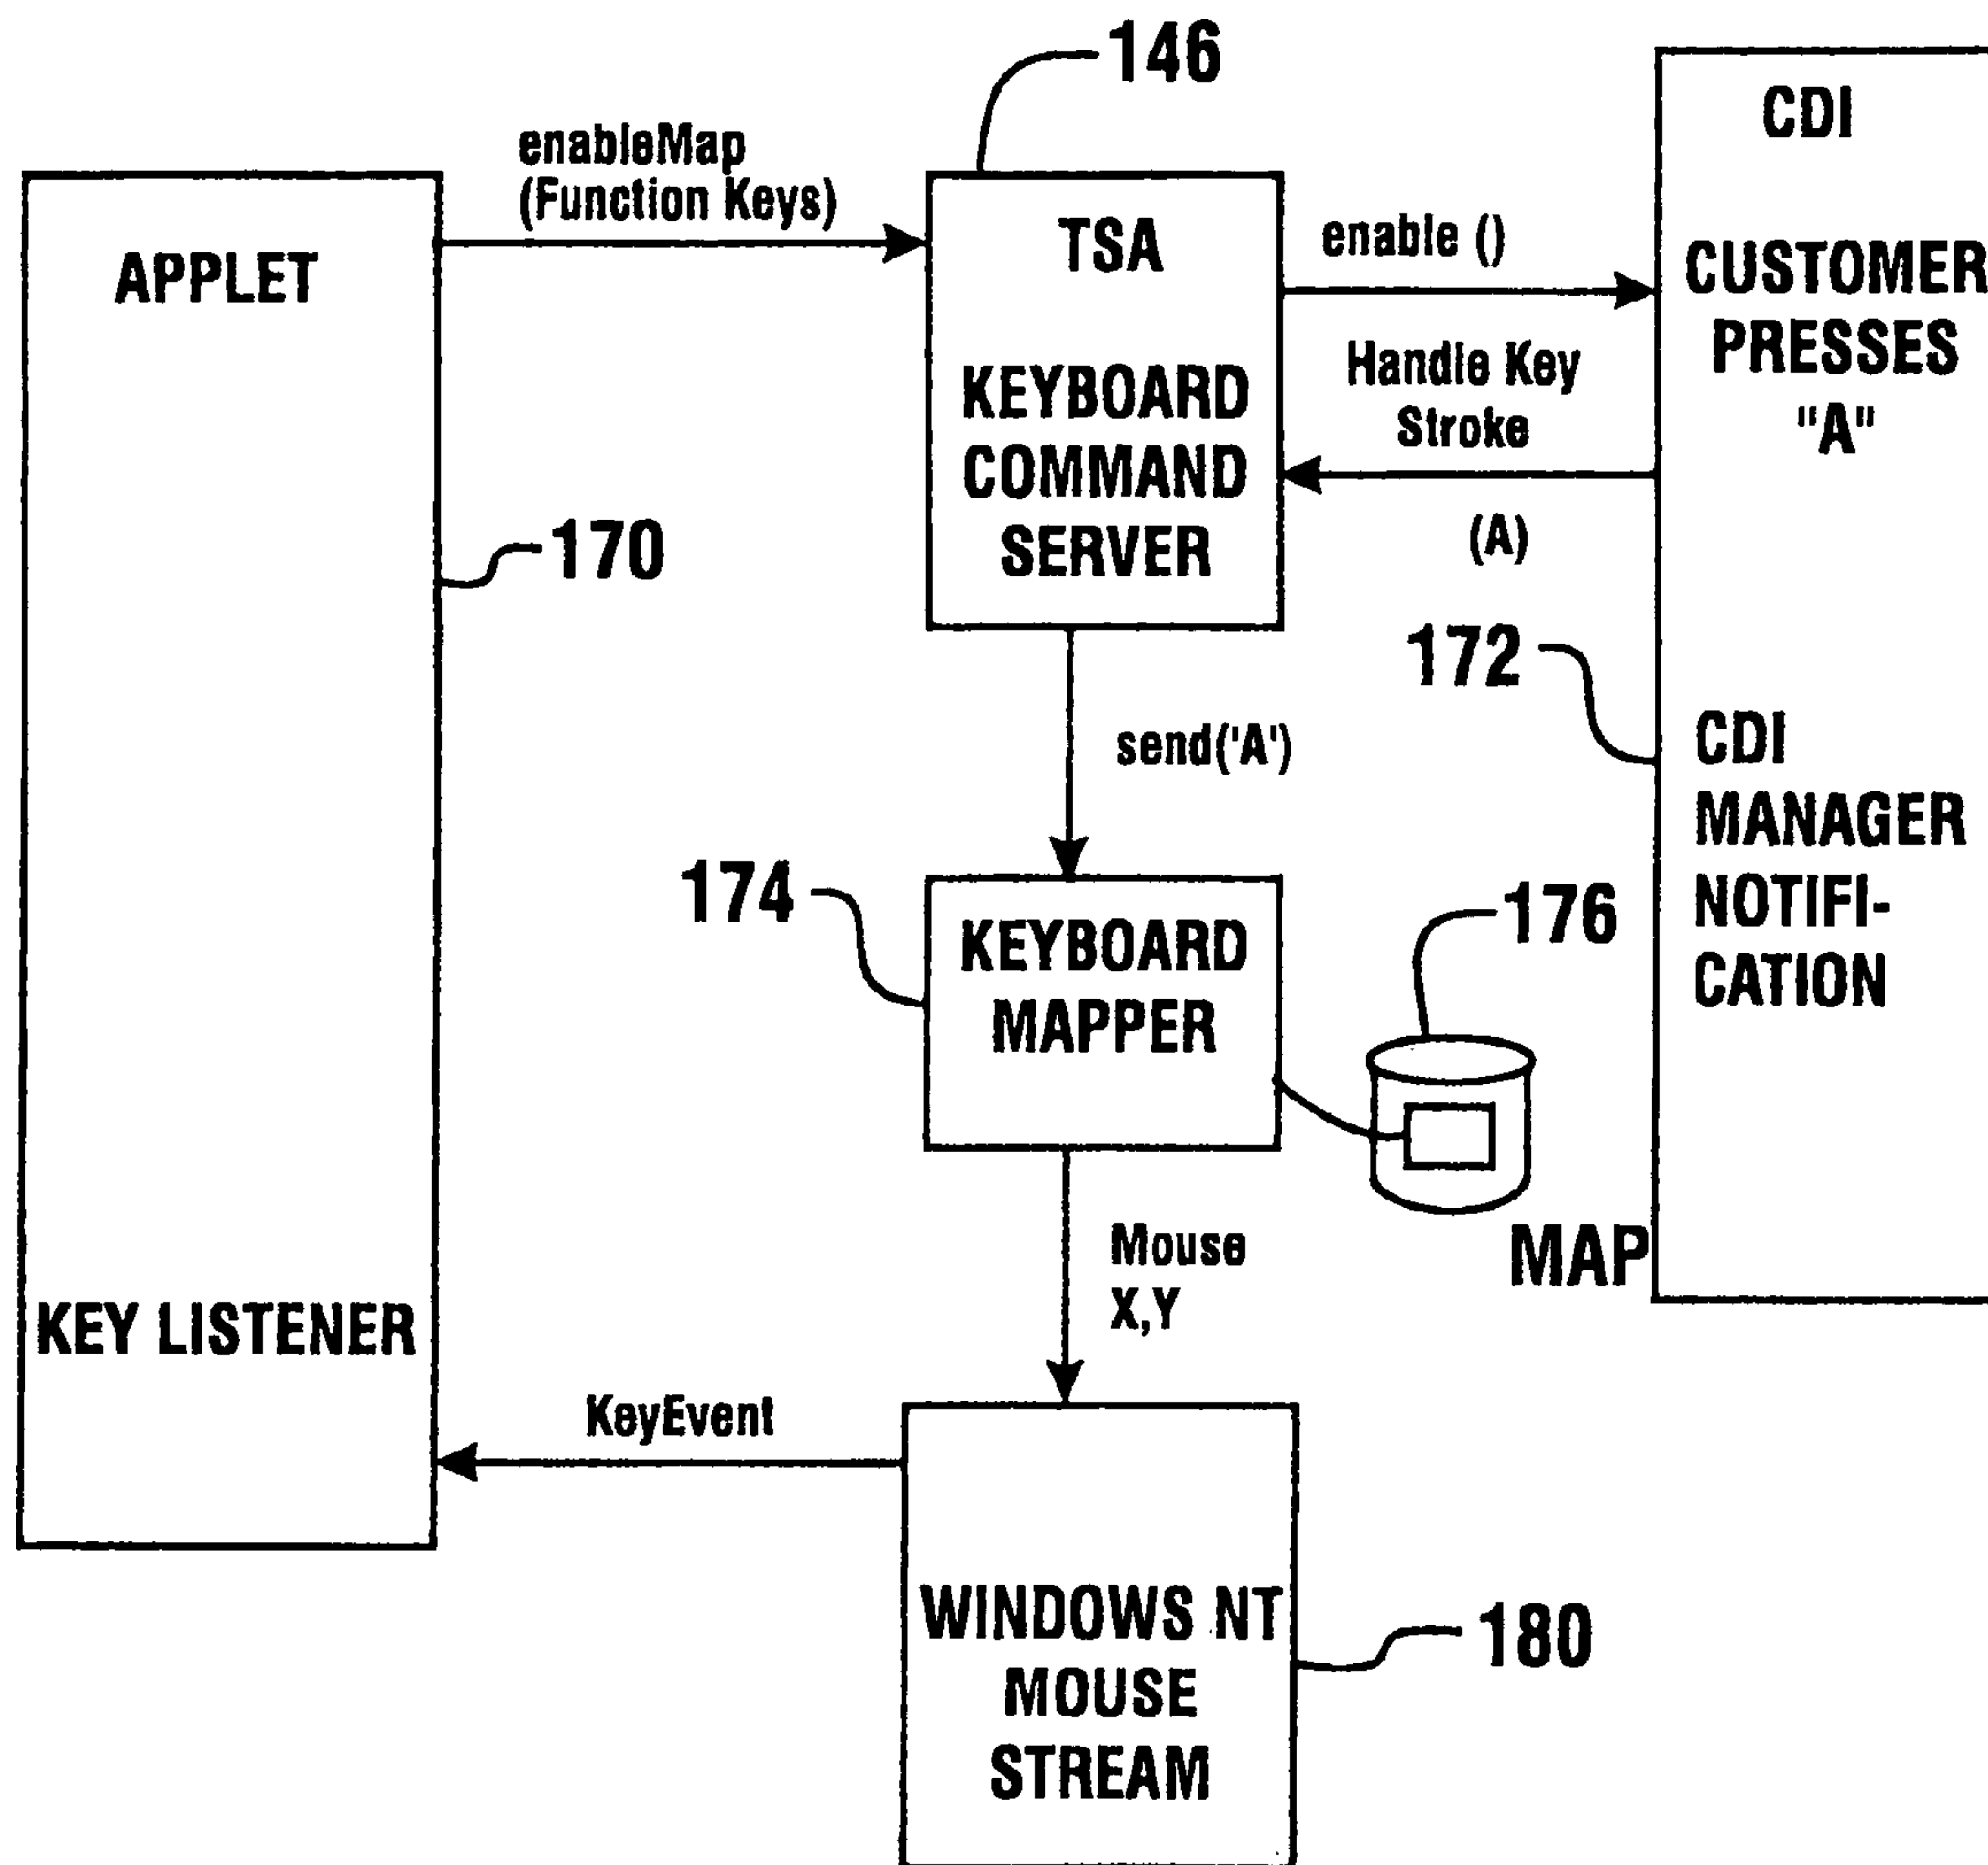 146
CDI
enableMap
(Function Keys)
APPLET
TSA
enable ()
CUSTOMER
PRESSES
"A"
KEYBOARD
COMMAND
SERVER
Handle Key
Stroke
(A)
170
172
send('A')
CDI
MANAGER
NOTIFI-
CATION
174
KEYBOARD
MAPPER
176
MAP
Mouse
X,Y
KEY LISTENER
KeyEvent
WINDOWS NT
MOUSE
STREAM
180